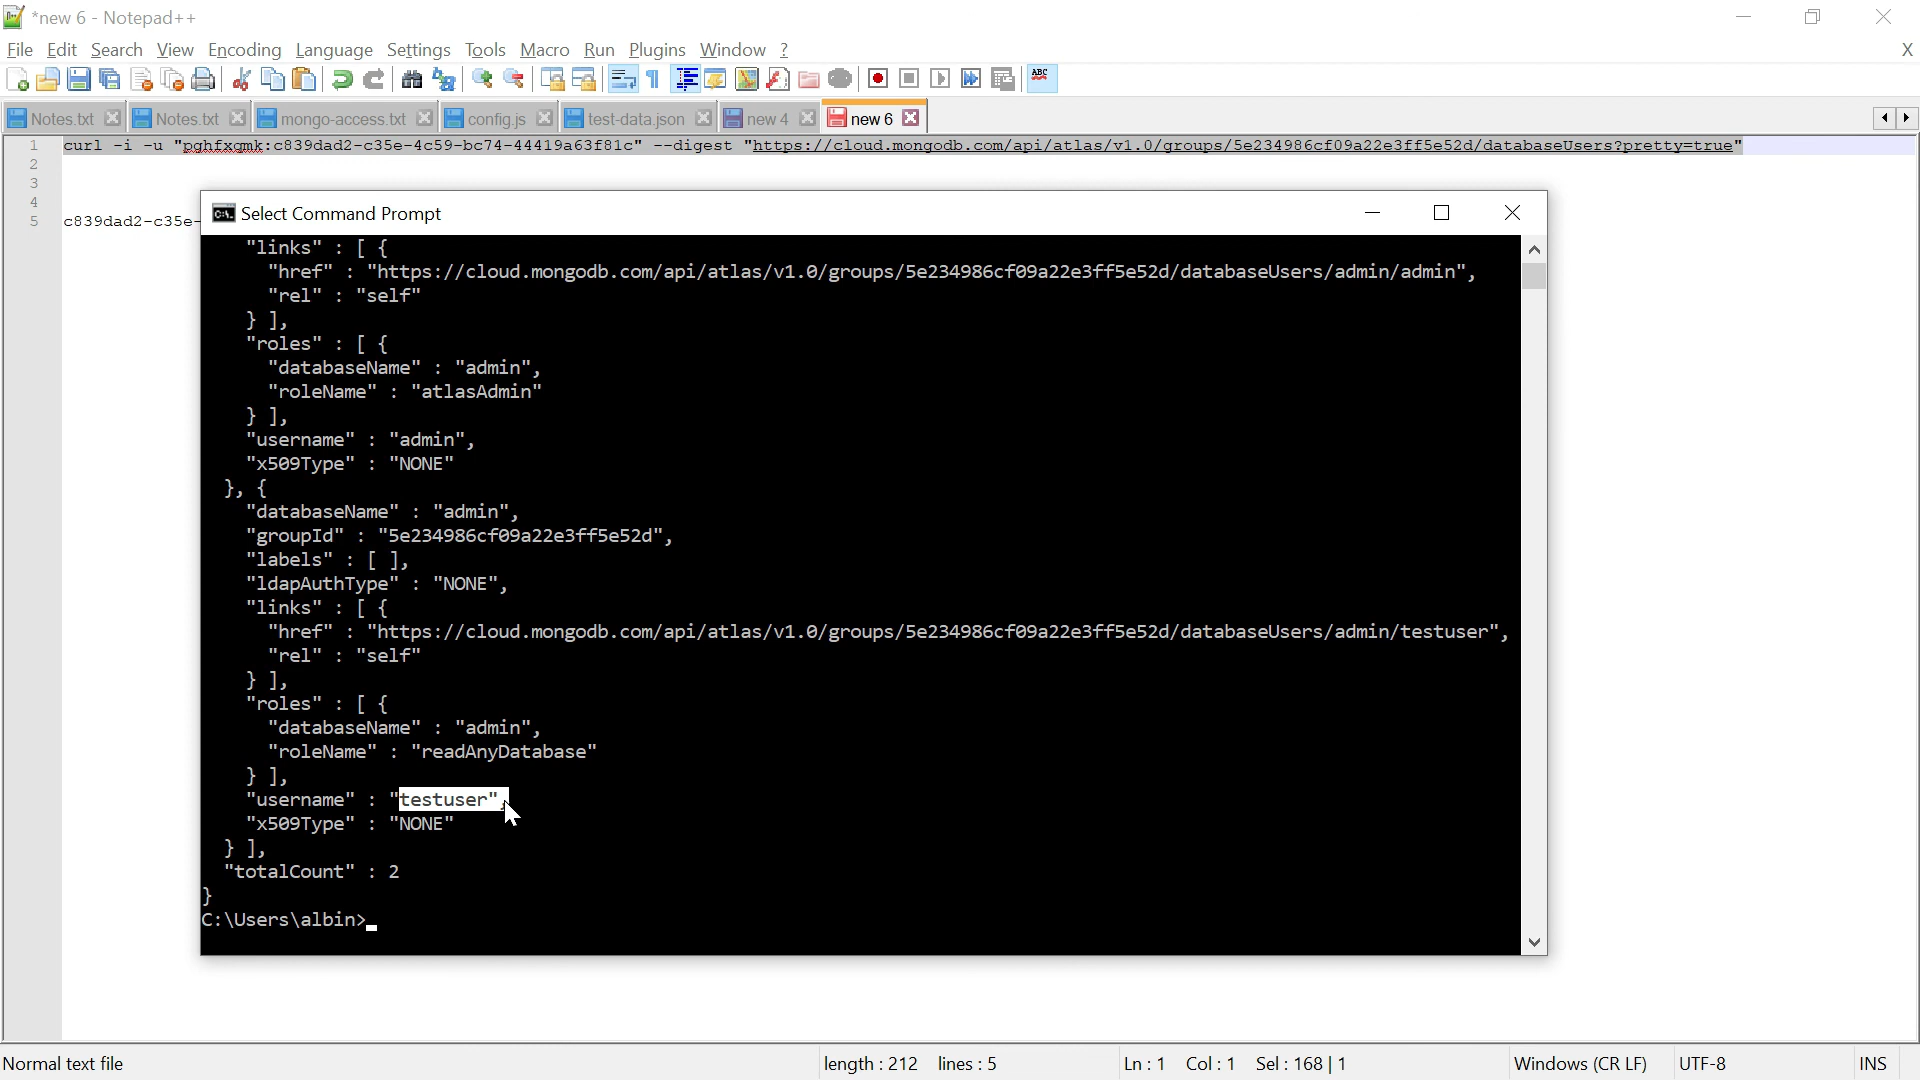 *new 6 - Notepad++
File Edit Search View Encoding Language Settings Tools Macro Run Plugins Window ? X
ABC
Notes.txt Notes.txt mongo-access.txt config.js test-data.json new 4 new 6
1 curl -i -u "pghfxqmk:c839dad2-c35e-4c59-bc74-44419a63f81c" --digest "https://cloud.mongodb.com/api/atlas/v1.0/groups/5e234986cf09a22e3ff5e52d/databaseUsers?pretty=true"
2
3
4
5 c839dad2-c35e-
Select Command Prompt
"links" : [ {
"href" : "https://cloud.mongodb.com/api/atlas/v1.0/groups/5e234986cf09a22e3ff5e52d/databaseUsers/admin/admin",
"rel" : "self"
} ],
"roles" : [ {
"databaseName" : "admin",
"roleName" : "atlasAdmin"
} ],
"username" : "admin",
"x509Type" : "NONE"
}, {
"databaseName" : "admin",
"groupId" : "5e234986cf09a22e3ff5e52d",
"labels" : [ ],
"ldapAuthType" : "NONE",
"links" : [ {
"href" : "https://cloud.mongodb.com/api/atlas/v1.0/groups/5e234986cf09a22e3ff5e52d/databaseUsers/admin/testuser",
"rel" : "self"
} ],
"roles" : [ {
"databaseName" : "admin",
"roleName" : "readAnyDatabase"
} ],
"username" : "testuser",
"x509Type" : "NONE"
} ],
"totalCount" : 2
}
C:\Users\albin>
Normal text file length : 212 lines : 5 Ln : 1 Col : 1 Sel : 168 | 1 Windows (CR LF) UTF-8 INS